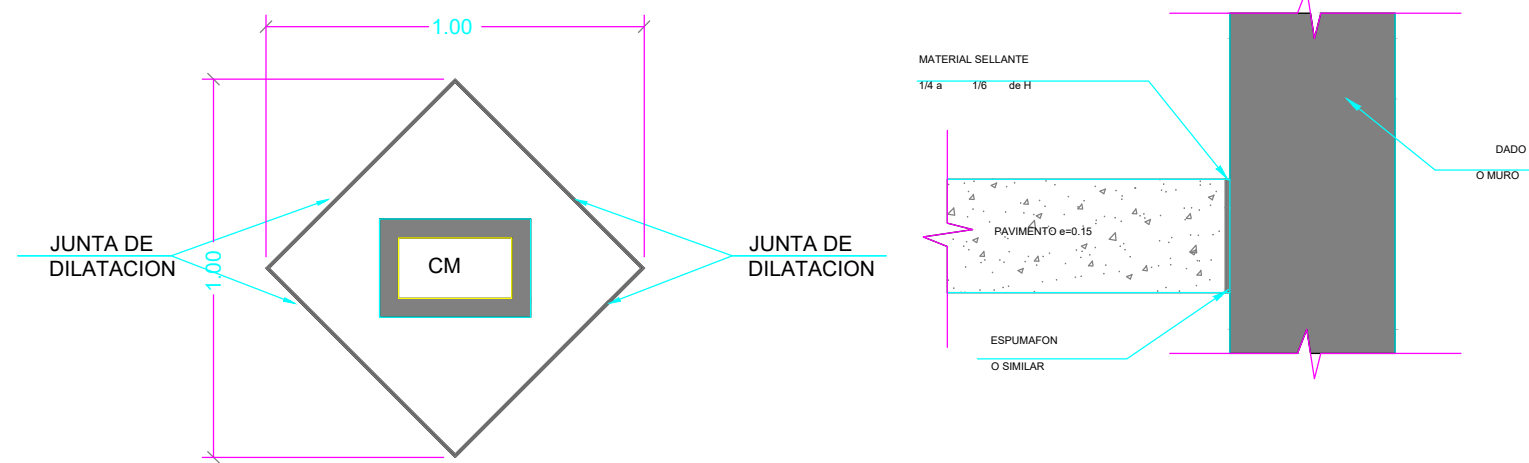 1.00
JUNTA DE
DILATACION
1.00
CM
JUNTA DE
DILATACION
MATERIAL SELLANTE
1/4 a 1/6 de H
PAVIMENTO e=0.15
DADO
O MURO
ESPUMAFON
O SIMILAR